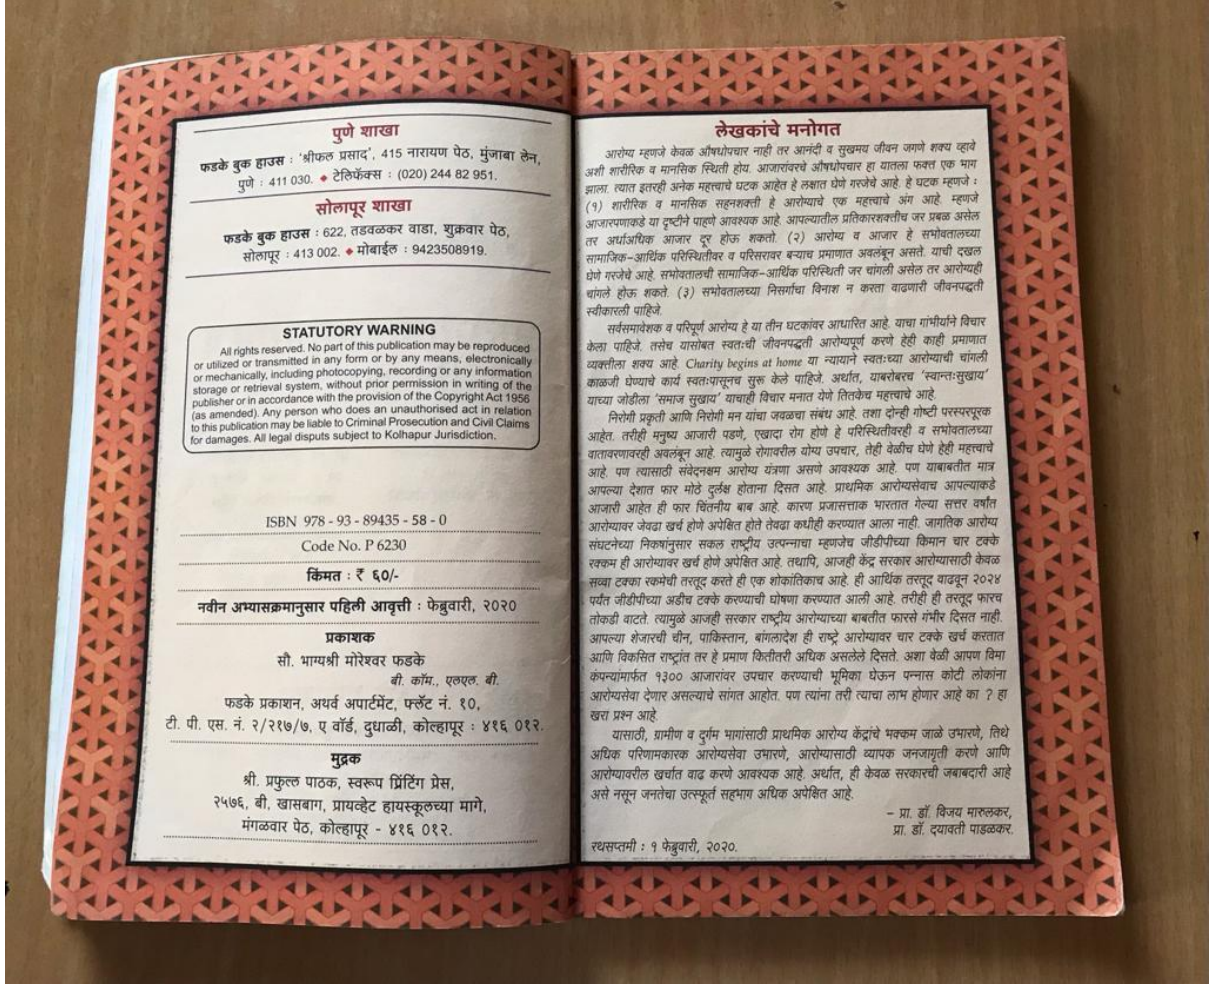 पुणे शाखा
फडके बुक हाउस : ‘श्रीफल प्रसाद’, 415 नारायण पेठ, मुंजाबा लेन,
पुणे : 411 030. ◆ टेलिफॅक्स : (020) 244 82 951.
सोलापूर शाखा
फडके बुक हाउस : 622, तडवळकर वाडा, शुक्रवार पेठ,
सोलापूर : 413 002. ◆ मोबाईल : 9423508919.
STATUTORY WARNING
All rights reserved. No part of this publication may be reproduced
or utilized or transmitted in any form or by any means, electronically
or mechanically, including photocopying, recording or any information
storage or retrieval system, without prior permission in writing of the
publisher or in accordance with the provision of the Copyright Act 1956
(as amended). Any person who does an unauthorised act in relation
to this publication may be liable to Criminal Prosecution and Civil Claims
for damages. All legal disputes subject to Kolhapur Jurisdiction.
ISBN 978 - 93 - 89435 - 58 - 0
Code No. P 6230
किंमत : ₹ ६०/-
नवीन अभ्यासक्रमानुसार पहिली आवृत्ती : फेब्रुवारी, २०२०
प्रकाशक
सौ. भाग्यश्री मोरेश्वर फडके
बी. कॉम., एलएल. बी.
फडके प्रकाशन, अथर्व अपार्टमेंट, फ्लॅट नं. १०,
टी. पी. एस. नं. २/२१७/७, ए वॉर्ड, दुधाळी, कोल्हापूर : ४१६ ०१२.
मुद्रक
श्री. प्रफुल्ल पाठक, स्वरूप प्रिंटिंग प्रेस,
२५७६, बी, खासबाग, प्रायव्हेट हायस्कूलच्या मागे,
मंगळवार पेठ, कोल्हापूर - ४१६ ०१२.
लेखकांचे मनोगत
आरोग्य म्हणजे केवळ औषधोपचार नाही तर आनंदी व सुखमय जीवन जगणे शक्य व्हावे
अशी शारीरिक व मानसिक स्थिती होय. आजारांवरचे औषधोपचार हा यातला फक्त एक भाग
झाला. त्यात इतरही अनेक महत्त्वाचे घटक आहेत हे लक्षात घेणे गरजेचे आहे. हे घटक म्हणजे :
(१) शारीरिक व मानसिक सहनशक्ती हे आरोग्याचे एक महत्त्वाचे अंग आहे. म्हणजे
आजारपणाकडे या दृष्टीने पाहणे आवश्यक आहे. आपल्यातील प्रतिकारशक्तीच जर प्रबळ असेल
तर अर्धाअधिक आजार दूर होऊ शकतो. (२) आरोग्य व आजार हे सभोवतालच्या
सामाजिक-आर्थिक परिस्थितीवर व परिसरावर बऱ्याच प्रमाणात अवलंबून असते. याची दखल
घेणे गरजेचे आहे. सभोवतालची सामाजिक-आर्थिक परिस्थिती जर चांगली असेल तर आरोग्यही
चांगले होऊ शकते. (३) सभोवतालच्या निसर्गाचा विनाश न करता वाढणारी जीवनपद्धती
स्वीकारली पाहिजे.
सर्वसमावेशक व परिपूर्ण आरोग्य हे या तीन घटकांवर आधारित आहे. याचा गांभीर्याने विचार
केला पाहिजे. तसेच यासोबत स्वतःची जीवनपद्धती आरोग्यपूर्ण करणे हेही काही प्रमाणात
व्यक्तीला शक्य आहे. Charity begins at home या न्यायाने स्वतःच्या आरोग्याची चांगली
काळजी घेण्याचे कार्य स्वतःपासूनच सुरू केले पाहिजे. अर्थात, याबरोबरच ‘स्वान्तःसुखाय’
याच्या जोडीला ‘समाज सुखाय’ याचाही विचार मनात येणे तितकेच महत्त्वाचे आहे.
निरोगी प्रकृती आणि निरोगी मन यांचा जवळचा संबंध आहे. तशा दोन्ही गोष्टी परस्परपूरक
आहेत. तरीही मनुष्य आजारी पडणे, एखादा रोग होणे हे परिस्थितीवरही व सभोवतालच्या
वातावरणावरही अवलंबून आहे. त्यामुळे रोगावरील योग्य उपचार, तेही वेळीच घेणे हेही महत्त्वाचे
आहे. पण त्यासाठी संवेदनक्षम आरोग्य यंत्रणा असणे आवश्यक आहे. पण याबाबतीत मात्र
आपल्या देशात फार मोठे दुर्लक्ष होताना दिसत आहे. प्राथमिक आरोग्यसेवाच आपल्याकडे
आजारी आहेत ही फार चिंतनीय बाब आहे. कारण प्रजासत्ताक भारतात गेल्या सत्तर वर्षांत
आरोग्यावर जेवढा खर्च होणे अपेक्षित होते तेवढा कधीही करण्यात आला नाही. जागतिक आरोग्य
संघटनेच्या निकषांनुसार सकल राष्ट्रीय उत्पन्नाचा म्हणजेच जीडीपीच्या किमान चार टक्के
रक्कम ही आरोग्यावर खर्च होणे अपेक्षित आहे. तथापि, आजही केंद्र सरकार आरोग्यासाठी केवळ
सव्वा टक्का रकमेची तरतूद करते ही एक शोकांतिकाच आहे. ही आर्थिक तरतूद वाढवून २०२४
पर्यंत जीडीपीच्या अडीच टक्के करण्याची घोषणा करण्यात आली आहे. तरीही ही तरतूद फारच
तोकडी वाटते. त्यामुळे आजही सरकार राष्ट्रीय आरोग्याच्या बाबतीत फारसे गंभीर दिसत नाही.
आपल्या शेजारची चीन, पाकिस्तान, बांगलादेश ही राष्ट्रे आरोग्यावर चार टक्के खर्च करतात
आणि विकसित राष्ट्रांत तर हे प्रमाण कितीतरी अधिक असलेले दिसते. अशा वेळी आपण विमा
कंपन्यांमार्फत १३०० आजारांवर उपचार करण्याची भूमिका घेऊन पन्नास कोटी लोकांना
आरोग्यसेवा देणार असल्याचे सांगत आहोत. पण त्यांना तरी त्याचा लाभ होणार आहे का ? हा
खरा प्रश्न आहे.
यासाठी, ग्रामीण व दुर्गम भागांसाठी प्राथमिक आरोग्य केंद्रांचे भक्कम जाळे उभारणे, तिथे
अधिक परिणामकारक आरोग्यसेवा उभारणे, आरोग्यासाठी व्यापक जनजागृती करणे आणि
आरोग्यावरील खर्चात वाढ करणे आवश्यक आहे. अर्थात, ही केवळ सरकारची जबाबदारी आहे
असे नसून जनतेचा उत्स्फूर्त सहभाग अधिक अपेक्षित आहे.
– प्रा. डॉ. विजय मारुलकर,
प्रा. डॉ. दयावती पाडळकर.
रथसप्तमी : १ फेब्रुवारी, २०२०.